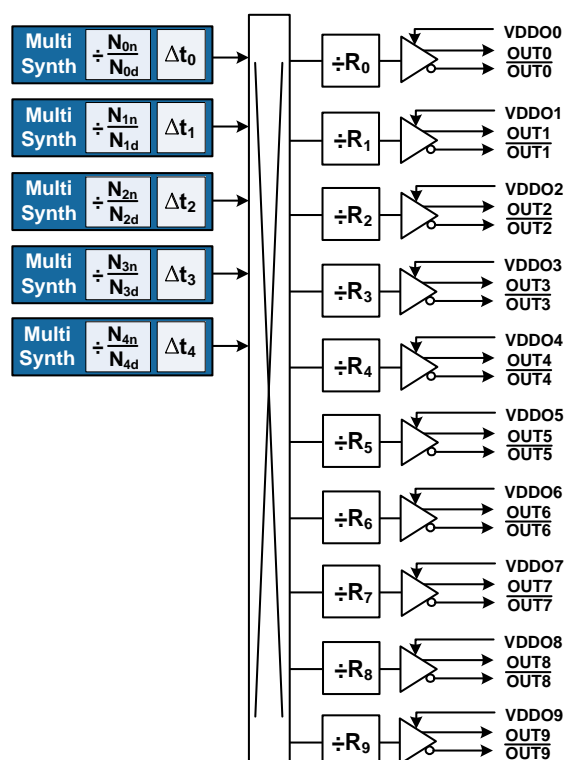 Multi Synth ÷ N0n N0d Δt0
Multi Synth ÷ N1n N1d Δt1
Multi Synth ÷ N2n N2d Δt2
Multi Synth ÷ N3n N3d Δt3
Multi Synth ÷ N4n N4d Δt4
÷R0
VDDO0
OUT0
OUT0
÷R1
VDDO1
OUT1
OUT1
÷R2
VDDO2
OUT2
OUT2
÷R3
VDDO3
OUT3
OUT3
÷R4
VDDO4
OUT4
OUT4
÷R5
VDDO5
OUT5
OUT5
÷R6
VDDO6
OUT6
OUT6
÷R7
VDDO7
OUT7
OUT7
÷R8
VDDO8
OUT8
OUT8
÷R9
VDDO9
OUT9
OUT9